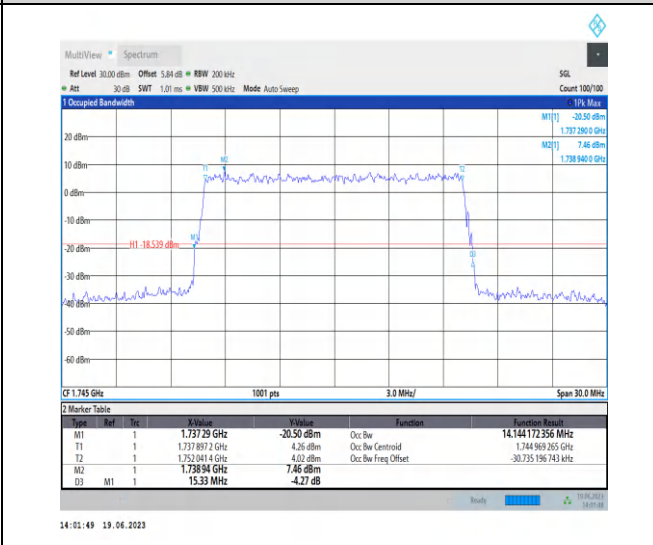 MultiView Spectrum
Ref Level 30.00 dBm Offset 5.84 dB RBW 200 kHz SGL
Att 30 dB SWT 1.01 ms VBW 500 kHz Mode Auto Sweep Count 100/100
1 Occupied Bandwidth 1Pk Max
M1[1] -20.50 dBm
1.737 290 0 GHz
M2[1] 7.46 dBm
1.738 940 0 GHz
20 dBm
10 dBm
T1 M2 T2
0 dBm
-10 dBm
M1
H1 -18.539 dBm
-20 dBm
D3
-30 dBm
-40 dBm
-50 dBm
-60 dBm
CF 1.745 GHz 1001 pts 3.0 MHz/ Span 30.0 MHz
2 Marker Table
Type Ref Trc X-Value Y-Value Function Function Result
M1 1 1.737 29 GHz -20.50 dBm Occ Bw 14.144 172 356 MHz
T1 1 1.737 897 2 GHz 4.26 dBm Occ Bw Centroid 1.744 969 265 GHz
T2 1 1.752 041 4 GHz 4.02 dBm Occ Bw Freq Offset -30.735 196 743 kHz
M2 1 1.738 94 GHz 7.46 dBm
D3 M1 1 15.33 MHz -4.27 dB
Ready 19.06.2023
14:01:48
14:01:49 19.06.2023